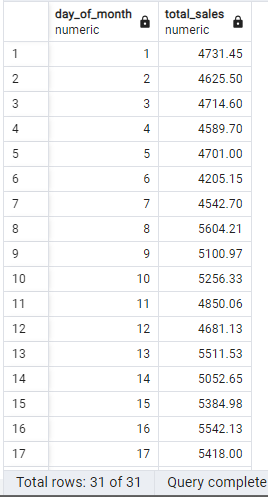 day_of_month total_sales
numeric numeric
1 1 4731.45
2 2 4625.50
3 3 4714.60
4 4 4589.70
5 5 4701.00
6 6 4205.15
7 7 4542.70
8 8 5604.21
9 9 5100.97
10 10 5256.33
11 11 4850.06
12 12 4681.13
13 13 5511.53
14 14 5052.65
15 15 5384.98
16 16 5542.13
17 17 5418.00
Total rows: 31 of 31 Query complete